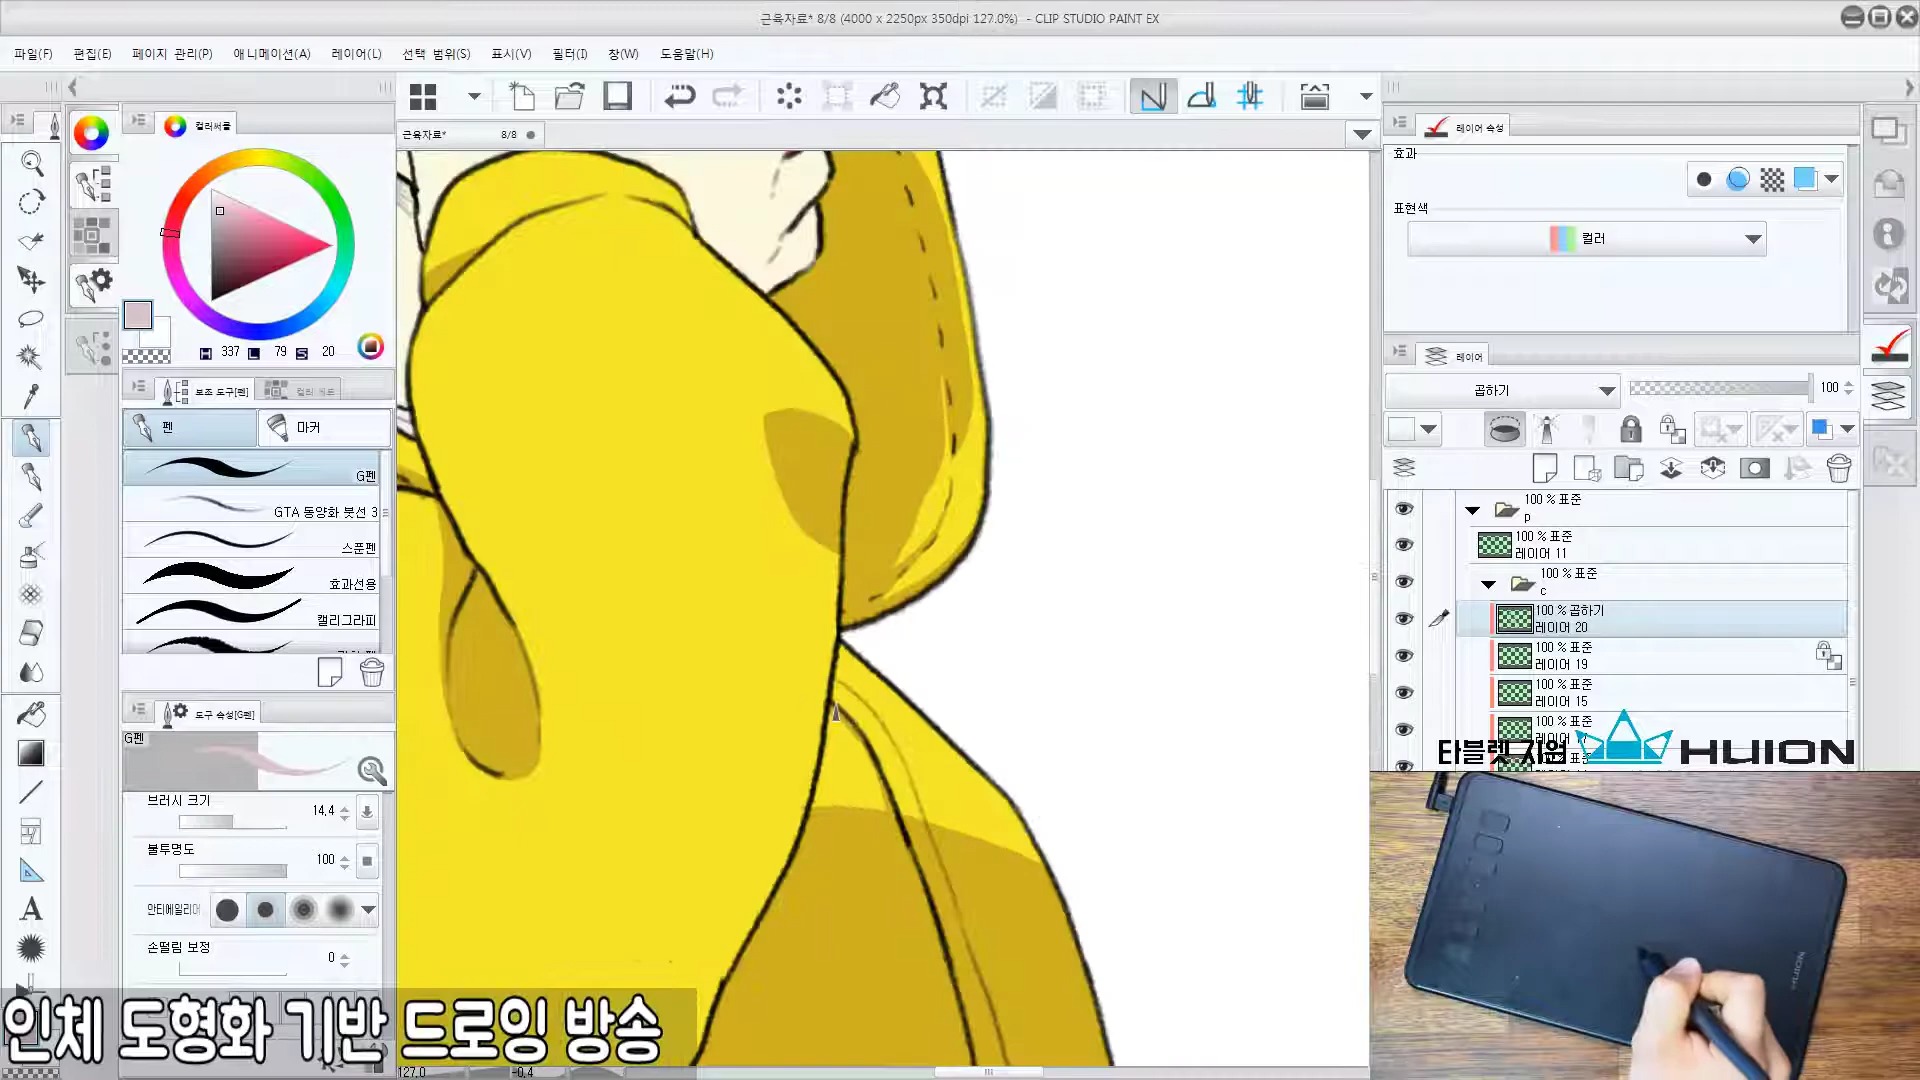 근육자료* 8/8 (4000 x 2250px 350dpi 127.0%) - CLIP STUDIO PAINT EX
파일(F) 편집(E) 페이지 관리(P) 애니메이션(A) 레이어(L) 선택 범위(S) 표시(V) 필터(I) 창(W) 도움말(H)
컬러써클
근육자료* 8/8
레이어 속성
효과
표현색
컬러
H 337 L 79 S 20
보조 도구[펜]
펜 마커
G펜
GTA 동양화 붓선 3
스푼펜
효과선용
캘리그라피
도구 속성[G펜]
G펜
브러시 크기 14.4
불투명도 100
안티에일리어
손떨림 보정 0
레이어
곱하기 100
100 % 표준
p
100 % 표준
레이어 11
100 % 표준
c
100 % 곱하기
레이어 20
100 % 표준
레이어 19
100 % 표준
레이어 15
100 % 표준
타블렛 지원 HUION
HUION
인체 도형화 기반 드로잉 방송
127.0 -0.4